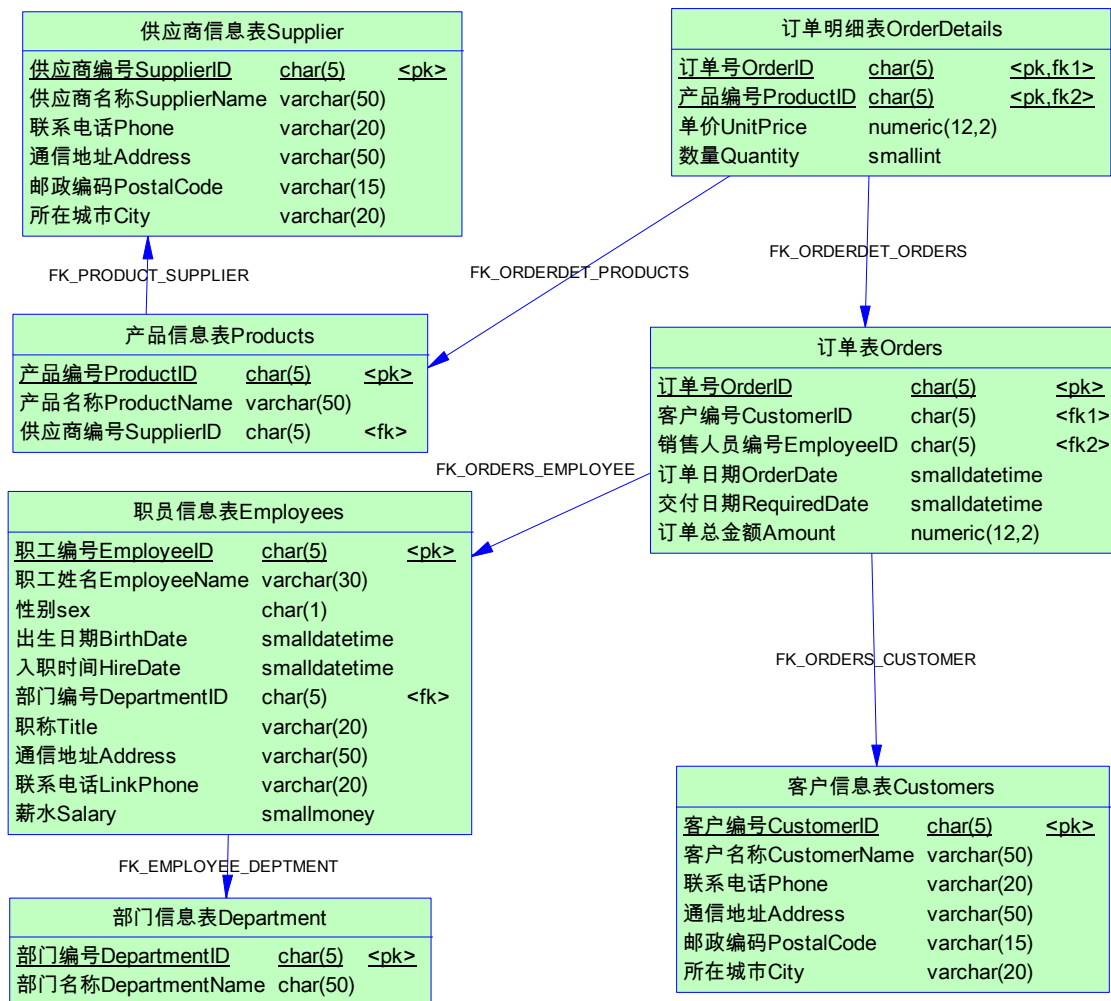 供应商信息表Supplier
供应商编号SupplierID char(5) <pk>
供应商名称SupplierName varchar(50)
联系电话Phone varchar(20)
通信地址Address varchar(50)
邮政编码PostalCode varchar(15)
所在城市City varchar(20)
订单明细表OrderDetails
订单号OrderID char(5) <pk,fk1>
产品编号ProductID char(5) <pk,fk2>
单价UnitPrice numeric(12,2)
数量Quantity smallint
FK_PRODUCT_SUPPLIER
FK_ORDERDET_PRODUCTS
FK_ORDERDET_ORDERS
产品信息表Products
产品编号ProductID char(5) <pk>
产品名称ProductName varchar(50)
供应商编号SupplierID char(5) <fk>
订单表Orders
订单号OrderID char(5) <pk>
客户编号CustomerID char(5) <fk1>
销售人员编号EmployeeID char(5) <fk2>
订单日期OrderDate smalldatetime
交付日期RequiredDate smalldatetime
订单总金额Amount numeric(12,2)
FK_ORDERS_EMPLOYEE
职员信息表Employees
职工编号EmployeeID char(5) <pk>
职工姓名EmployeeName varchar(30)
性别sex char(1)
出生日期BirthDate smalldatetime
入职时间HireDate smalldatetime
部门编号DepartmentID char(5) <fk>
职称Title varchar(20)
通信地址Address varchar(50)
联系电话LinkPhone varchar(20)
薪水Salary smallmoney
FK_ORDERS_CUSTOMER
FK_EMPLOYEE_DEPTMENT
客户信息表Customers
客户编号CustomerID char(5) <pk>
客户名称CustomerName varchar(50)
联系电话Phone varchar(20)
通信地址Address varchar(50)
邮政编码PostalCode varchar(15)
所在城市City varchar(20)
部门信息表Department
部门编号DepartmentID char(5) <pk>
部门名称DepartmentName char(50)